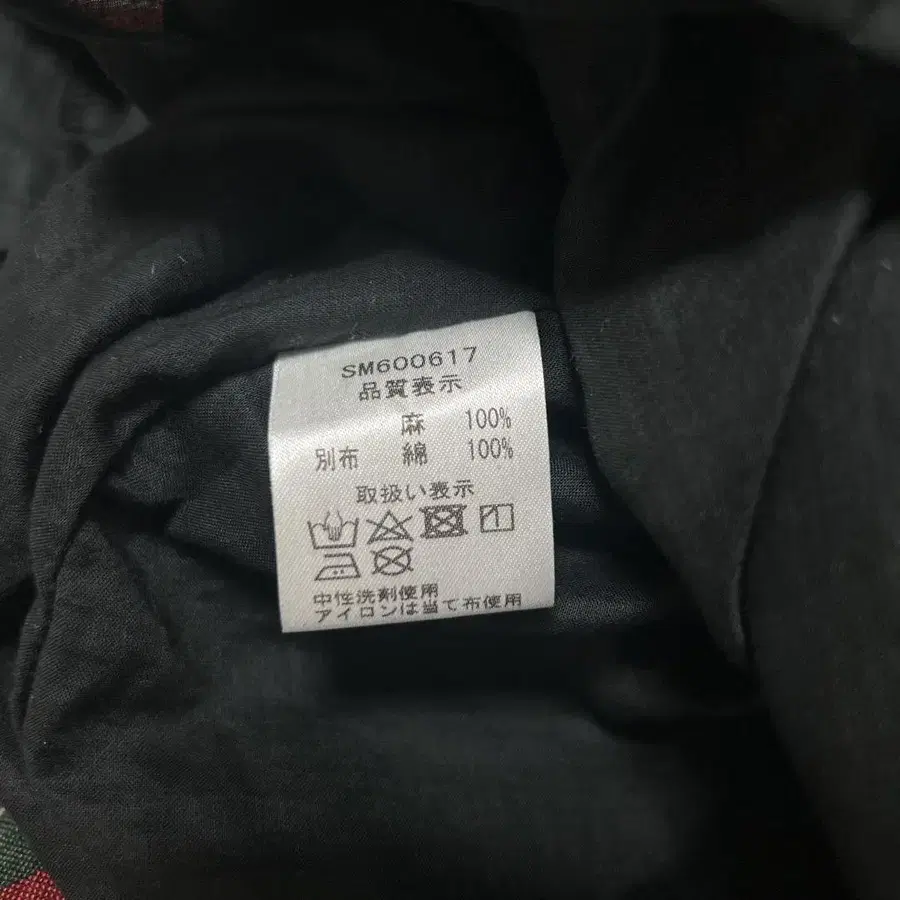 SM600617
品質表示
麻 100%
別布 綿 100%
取扱い表示
中性洗剤使用
アイロンは当て布使用